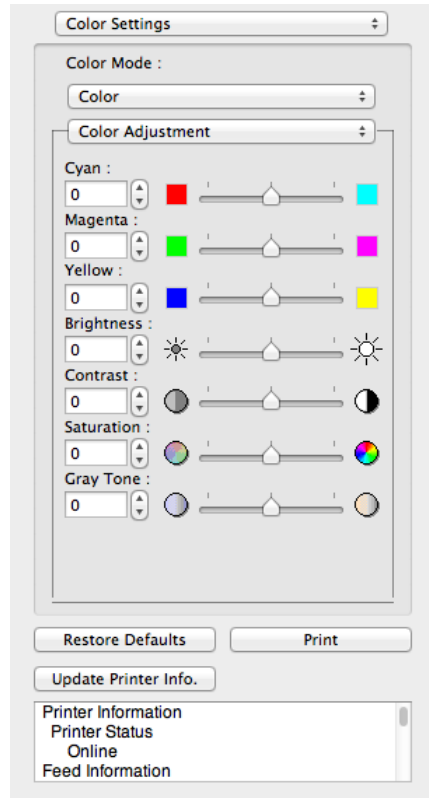 Color Settings
Color Mode :
Color
Color Adjustment
Cyan :
0
Magenta :
0
Yellow :
0
Brightness :
0
Contrast :
0
Saturation :
0
Gray Tone :
0
Restore Defaults
Print
Update Printer Info.
Printer Information
Printer Status
Online
Feed Information